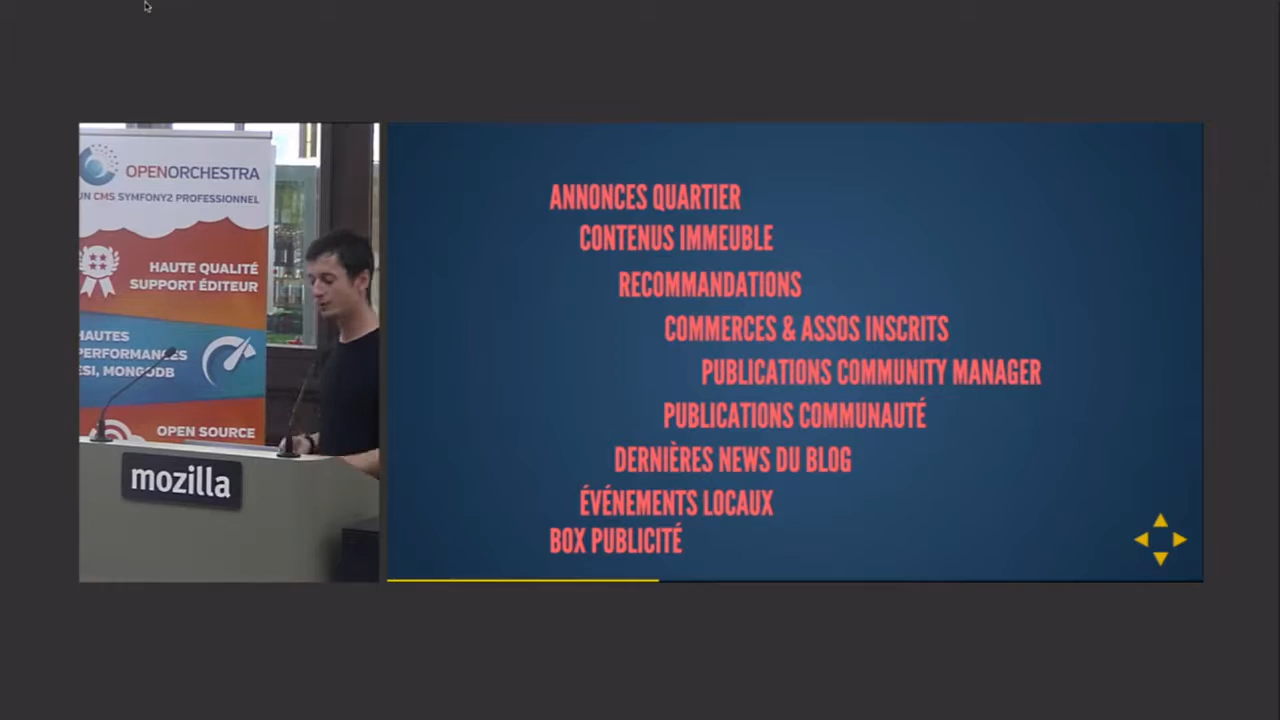 OPENORCHESTRA
UN CMS SYMFONY2 PROFESSIONNEL
HAUTE QUALITÉ
SUPPORT ÉDITEUR
HAUTES
PERFORMANCES
ESI, MONGODB
OPEN SOURCE
mozilla
ANNONCES QUARTIER
CONTENUS IMMEUBLE
RECOMMANDATIONS
COMMERCES & ASSOS INSCRITS
PUBLICATIONS COMMUNITY MANAGER
PUBLICATIONS COMMUNAUTÉ
DERNIÈRES NEWS DU BLOG
ÉVÉNEMENTS LOCAUX
BOX PUBLICITÉ